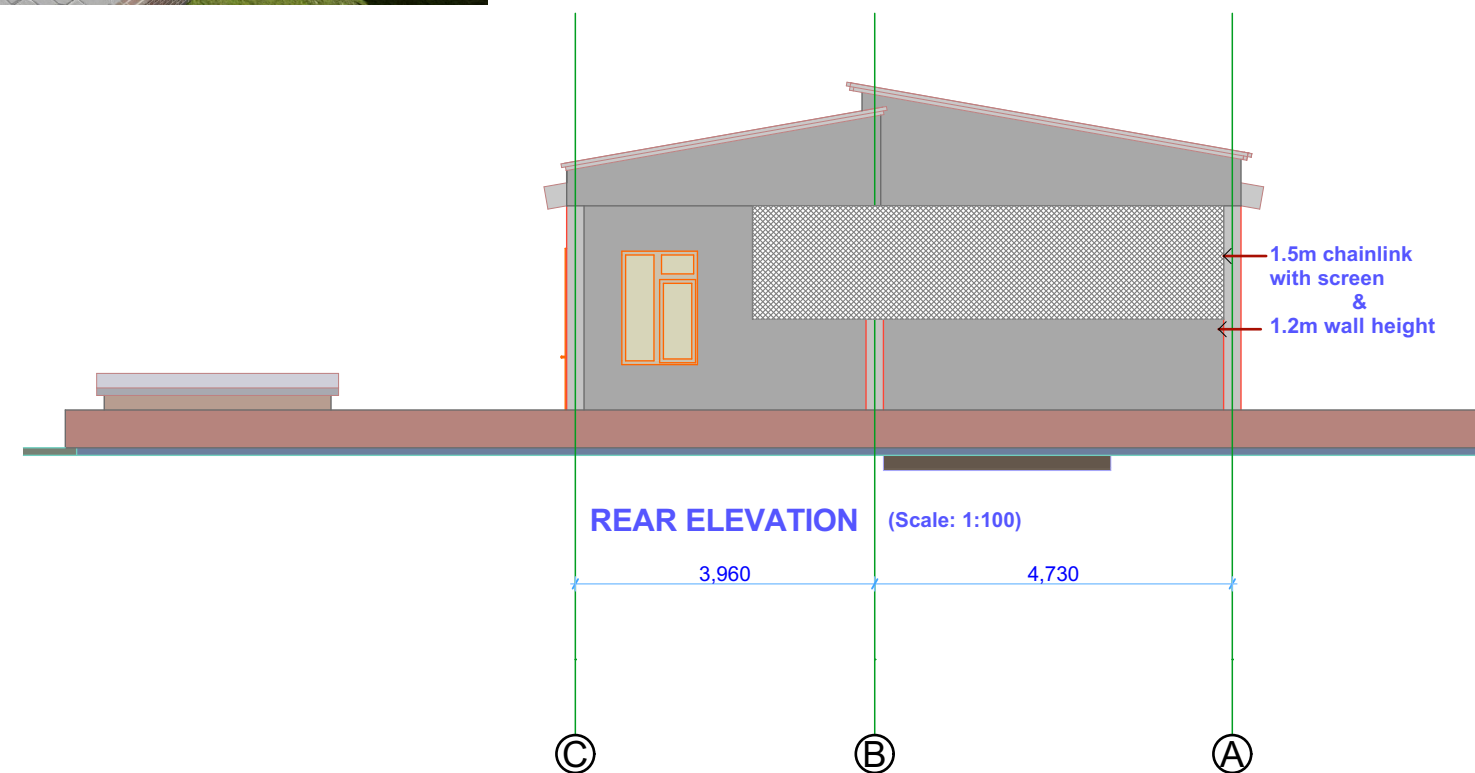 1.5m chainlink
with screen
&
1.2m wall height
REAR ELEVATION (Scale: 1:100)
3,960 4,730
C B A